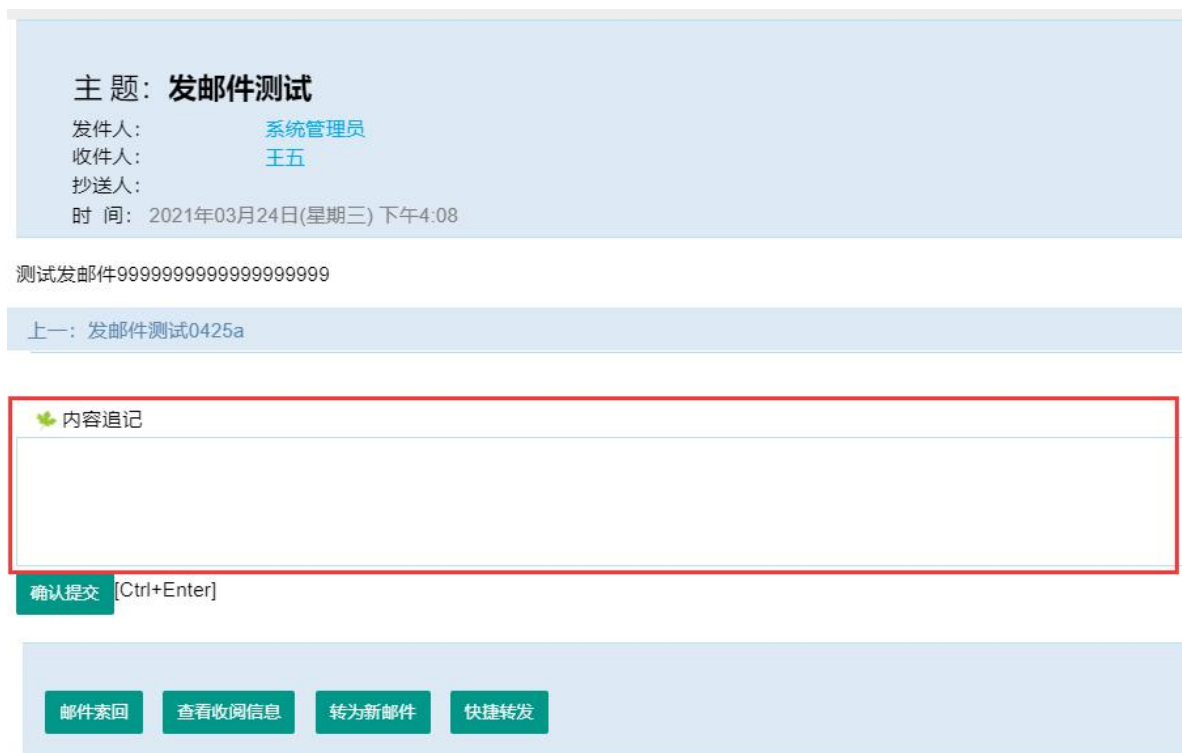 主 题：发邮件测试
发件人： 系统管理员
收件人： 王五
抄送人：
时 间： 2021年03月24日(星期三) 下午4:08
测试发邮件9999999999999999999
上一：发邮件测试0425a
内容追记
确认提交 [Ctrl+Enter]
邮件索回 查看收阅信息 转为新邮件 快捷转发